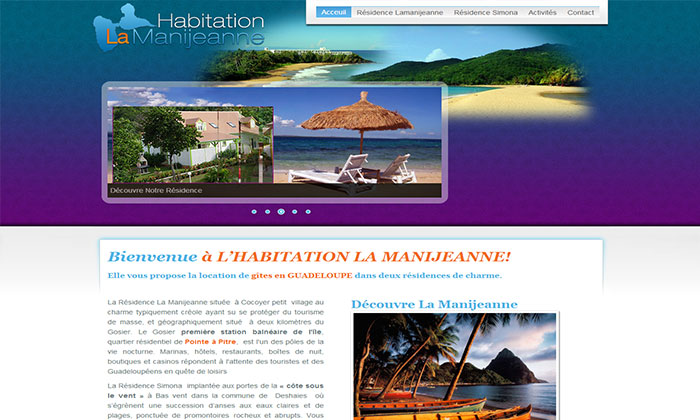 Habitation
La Manijeanne
Acceuil
Résidence Lamanijeanne
Résidence Simona
Activités
Contact
Découvre Notre Résidence
Bienvenue à L'HABITATION LA MANIJEANNE!
Elle vous propose la location de gites en GUADELOUPE dans deux résidences de charme.
La Résidence La Manijeanne située à Cocoyer petit village au
charme typiquement créole ayant su se protéger du tourisme
de masse, et géographiquement situé à deux kilomètres du
Gosier. Le Gosier première station balnéaire de l'île,
quartier résidentiel de Pointe à Pitre, est l'un des pôles de la
vie nocturne. Marinas, hôtels, restaurants, boîtes de nuit,
boutiques et casinos répondent à l'attente des touristes et des
Guadeloupéens en quête de loisirs
La Résidence Simona implantée aux portes de la « côte sous
le vent » à Bas vent dans la commune de Deshaies où
s'égrènent une succession d'anses aux eaux claires et de
plages, ponctuée de promontoires rocheux et abrupts. Vous
Découvre La Manijeanne